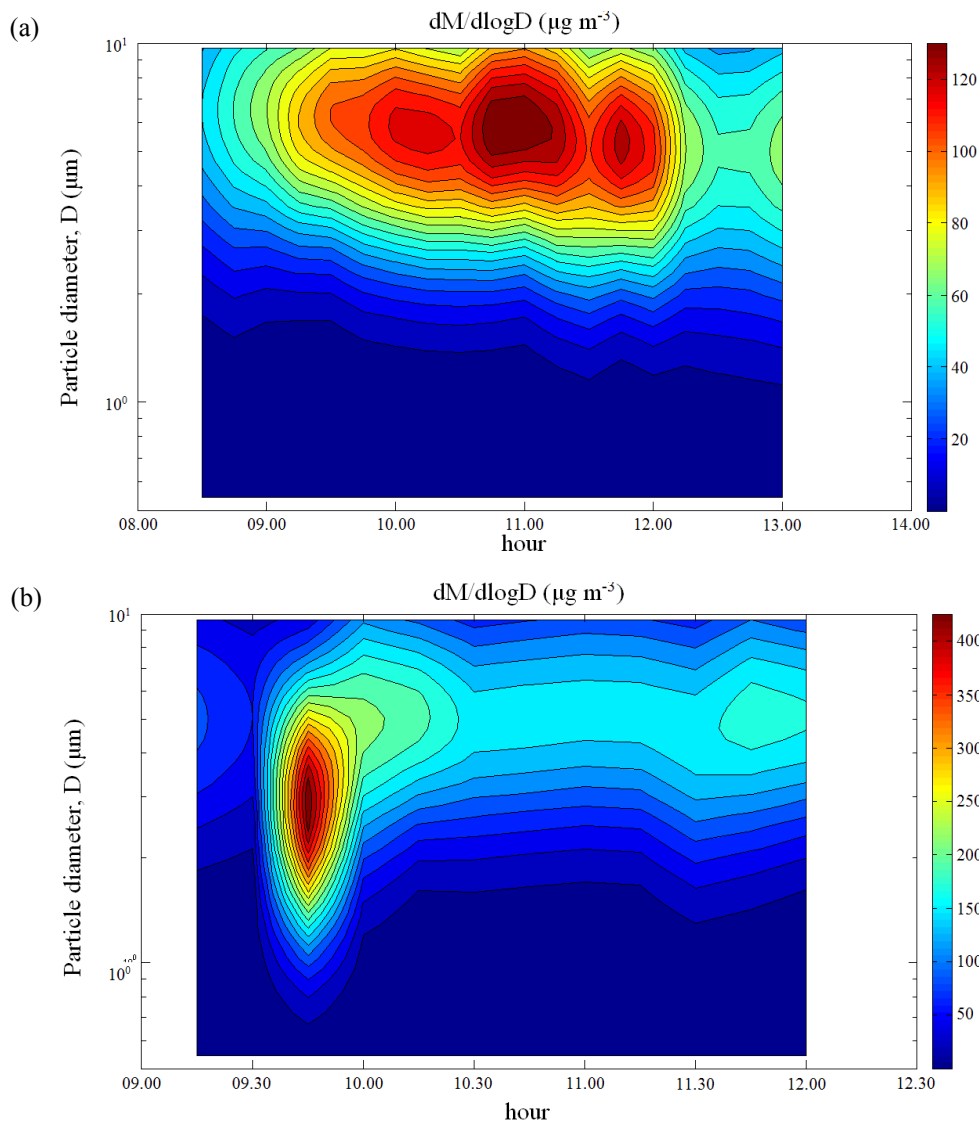 (a)
dM/dlogD (µg m⁻³)
Particle diameter, D (µm)
10¹
10⁰
08.00 09.00 10.00 11.00 12.00 13.00 14.00
hour
120
100
80
60
40
20
(b)
dM/dlogD (µg m⁻³)
Particle diameter, D (µm)
10¹
10⁰
09.00 09.30 10.00 10.30 11.00 11.30 12.00 12.30
hour
400
350
300
250
200
150
100
50